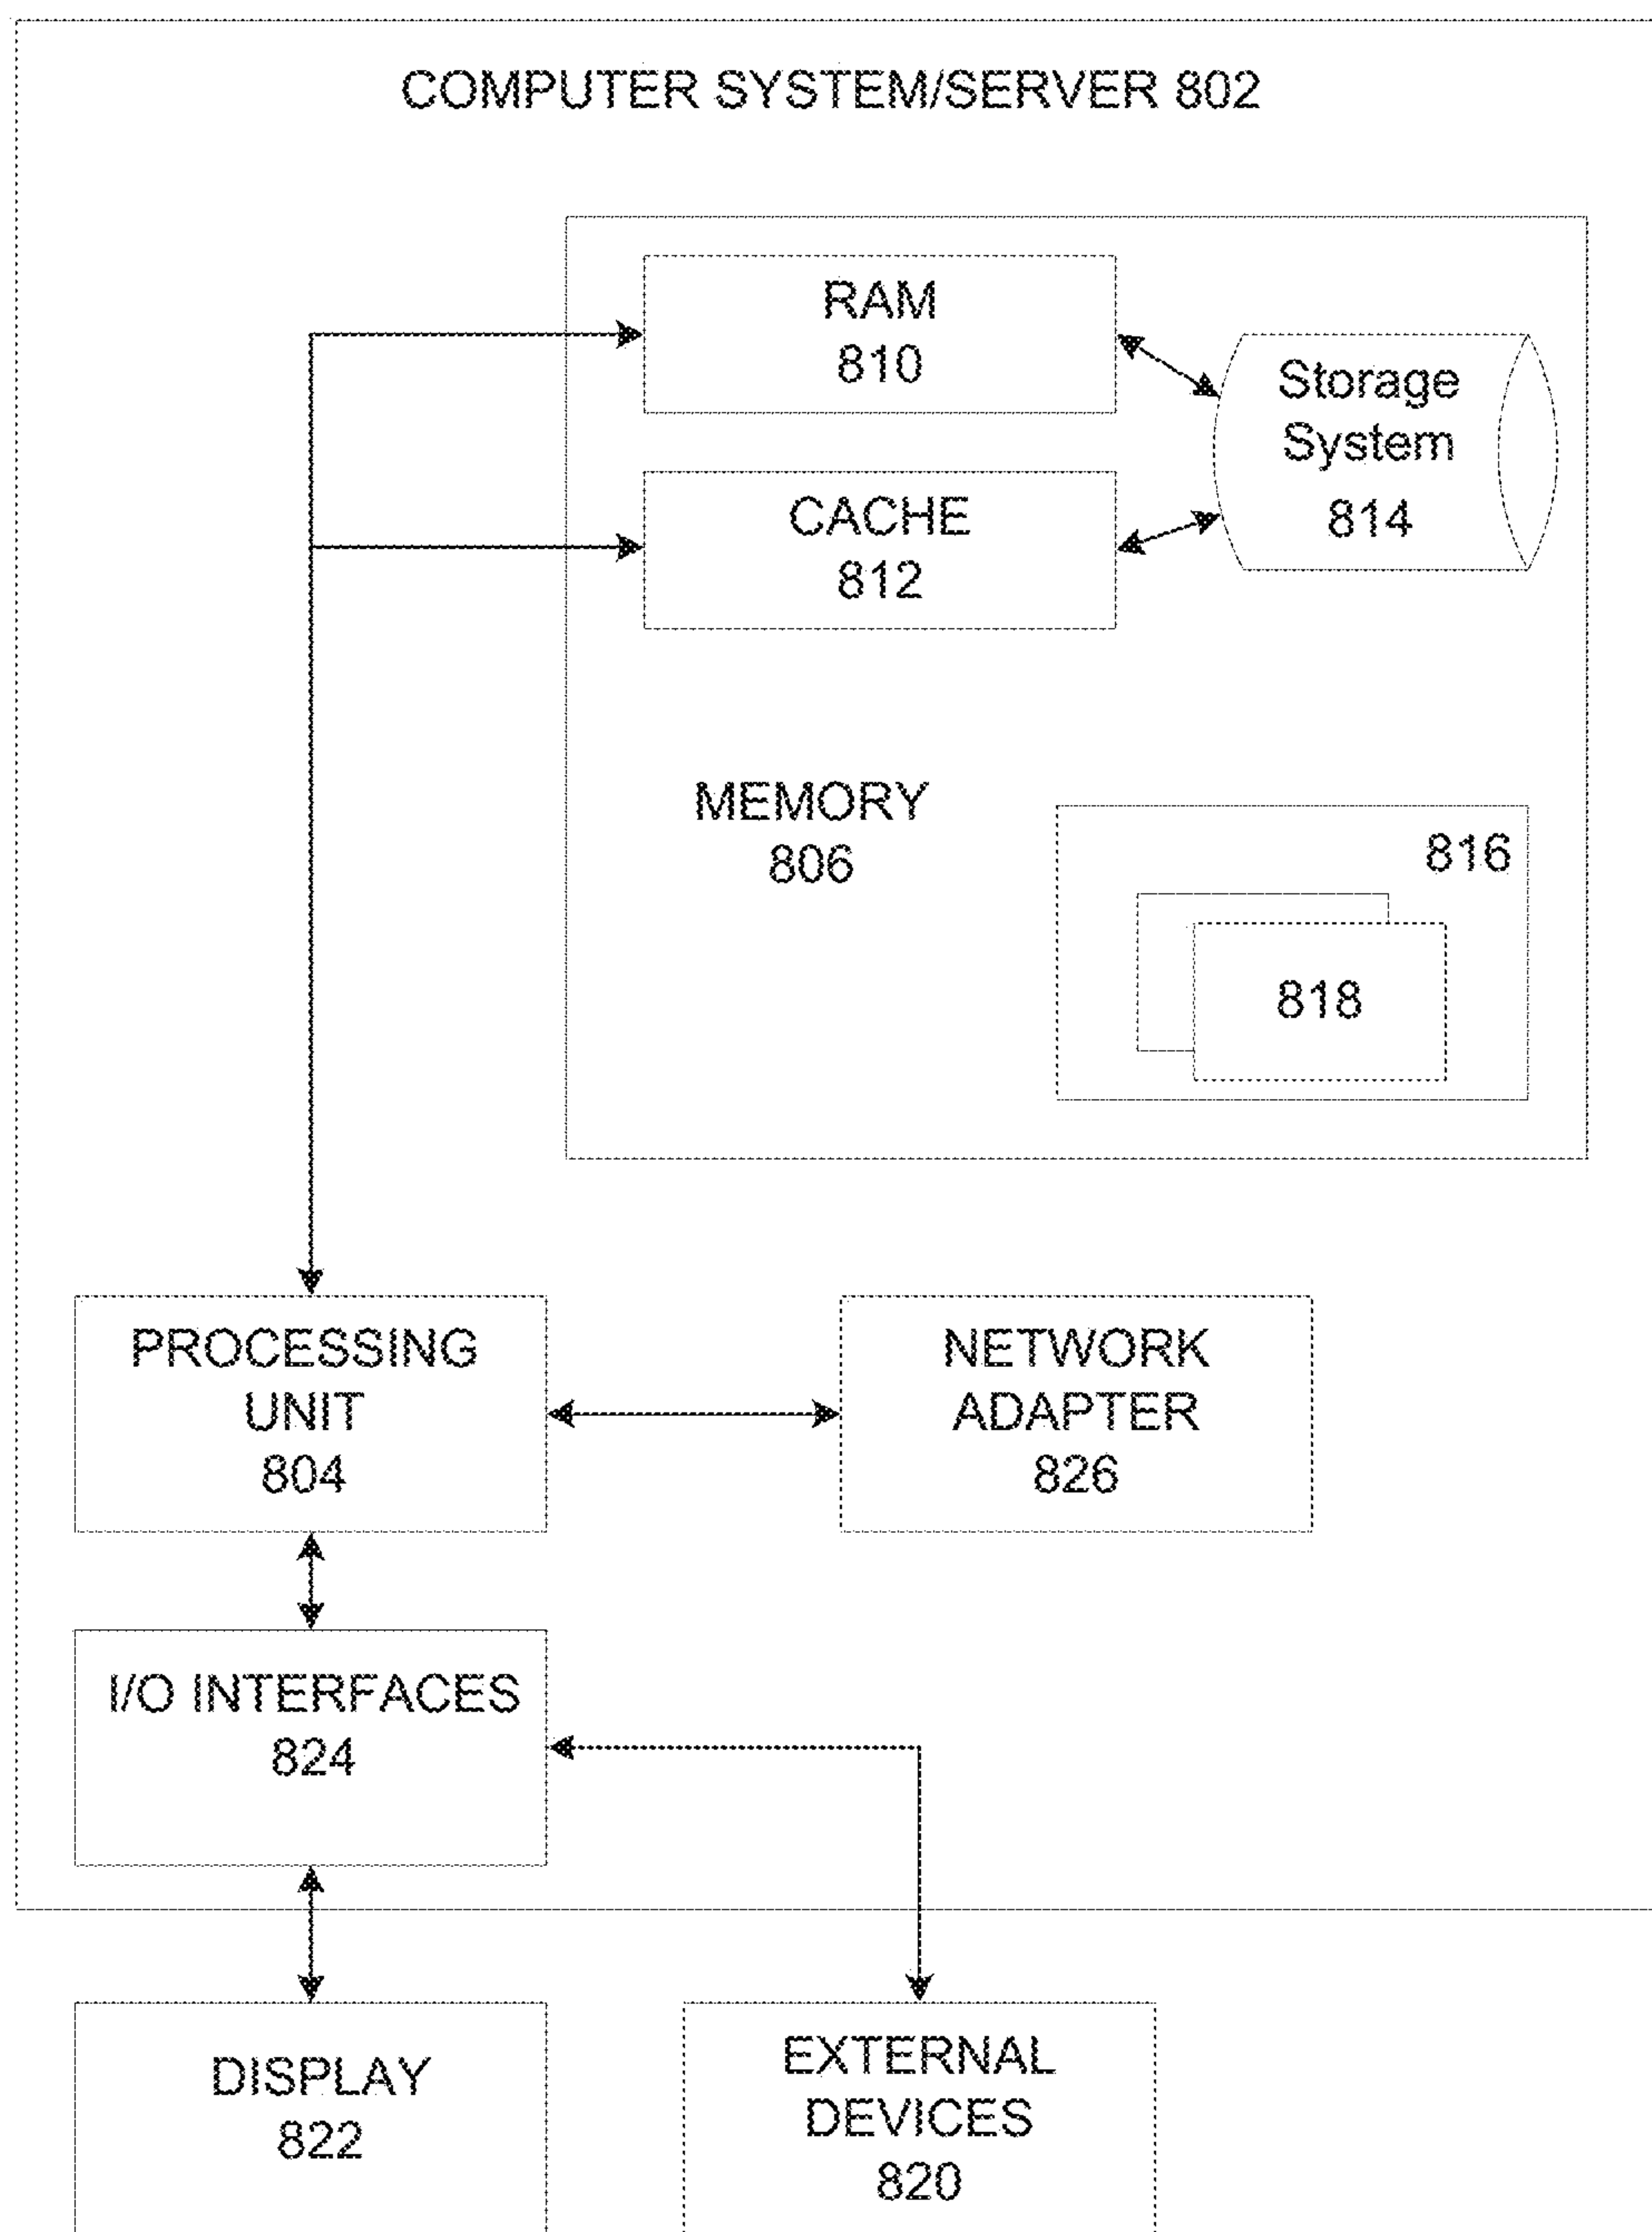 COMPUTER SYSTEM/SERVER 802
RAM
810
Storage
System
814
CACHE
812
MEMORY
806
816
818
PROCESSING
UNIT
804
NETWORK
ADAPTER
826
I/O INTERFACES
824
DISPLAY
822
EXTERNAL
DEVICES
820